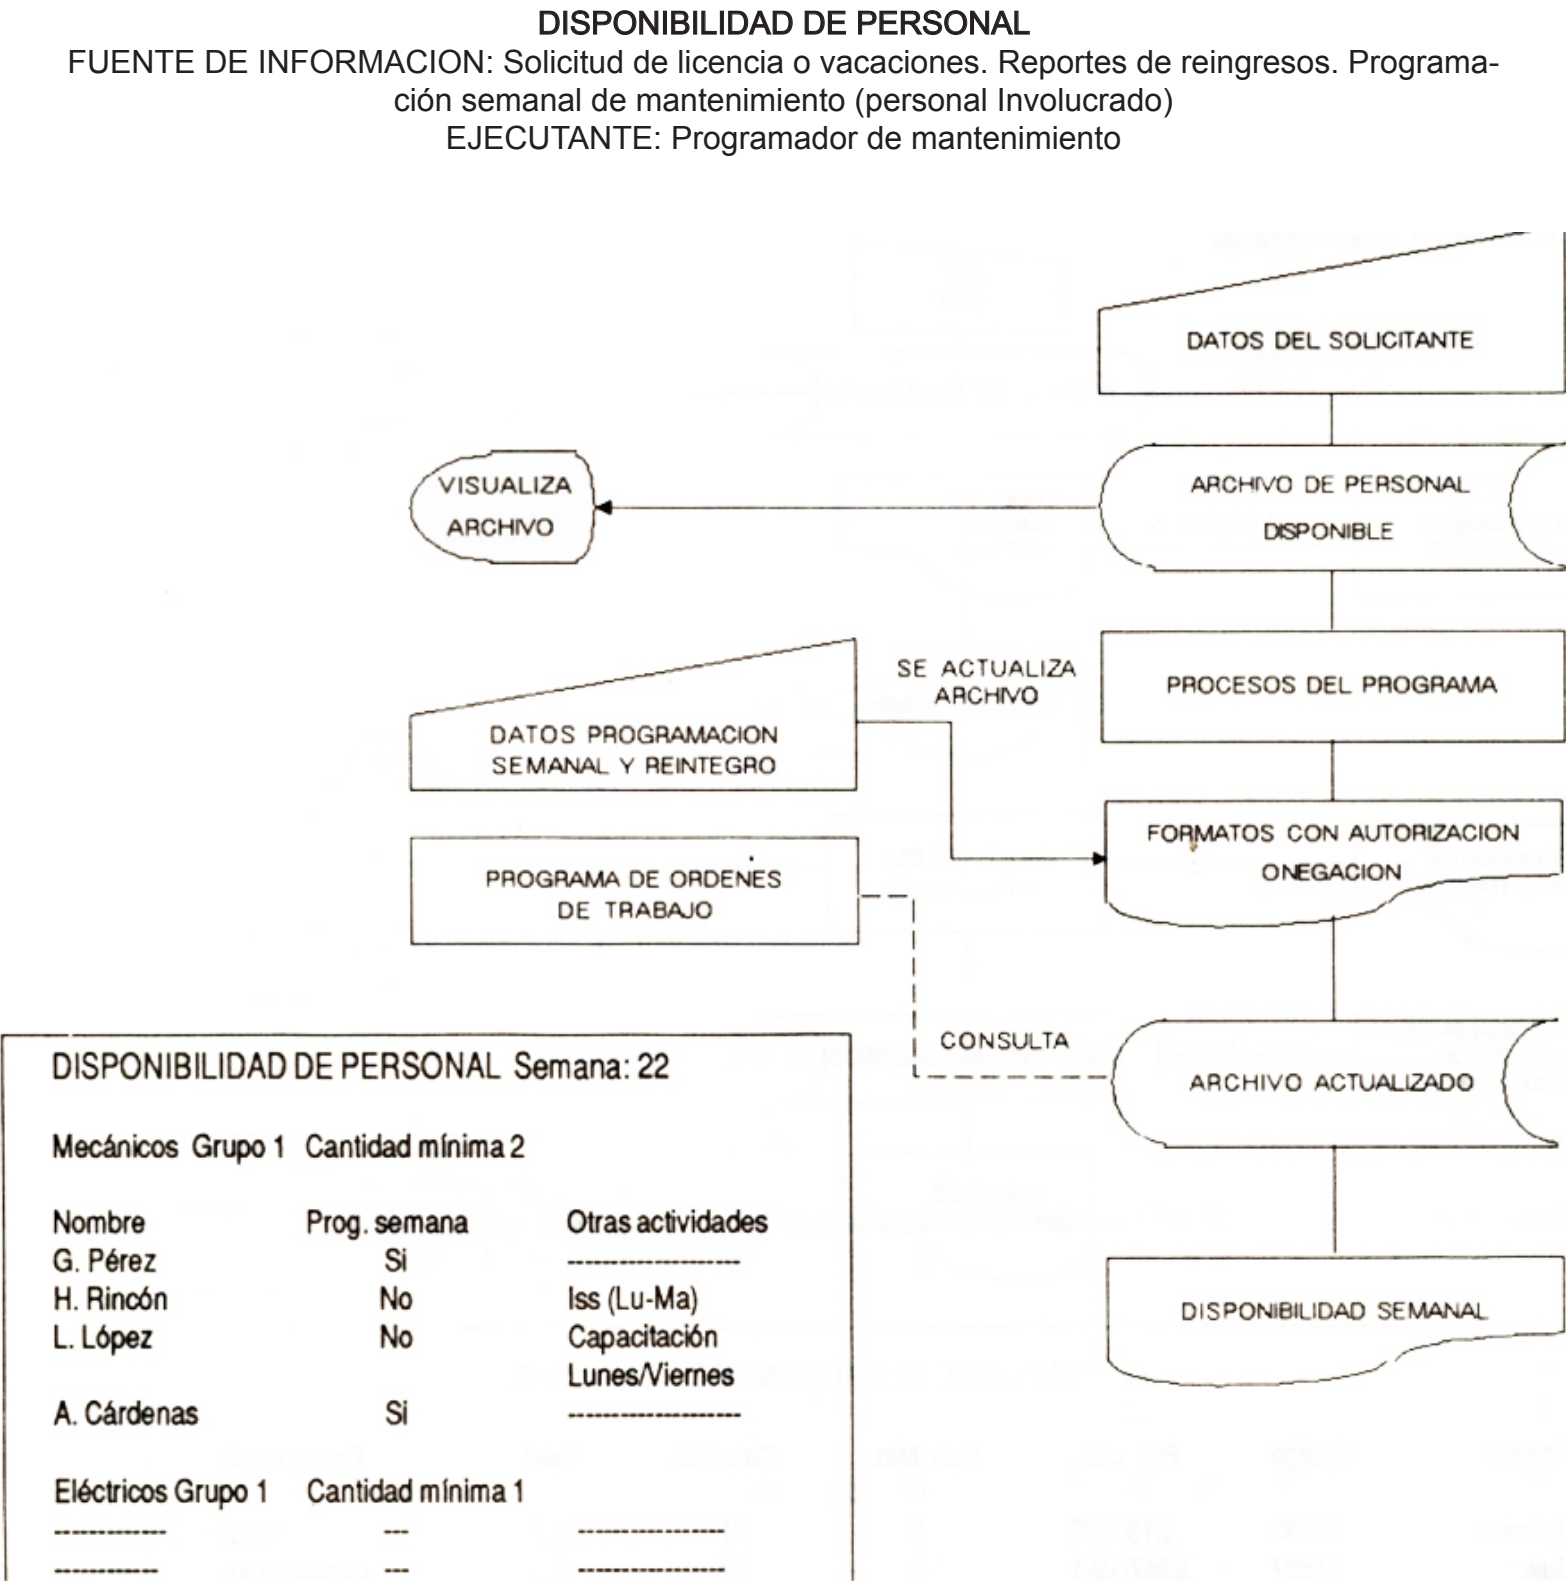 DISPONIBILIDAD DE PERSONAL
FUENTE DE INFORMACION: Solicitud de licencia o vacaciones. Reportes de reingresos. Programa-
ción semanal de mantenimiento (personal Involucrado)
EJECUTANTE: Programador de mantenimiento
DATOS DEL SOLICITANTE
VISUALIZA
ARCHIVO
ARCHIVO DE PERSONAL
DISPONIBLE
SE ACTUALIZA
ARCHIVO
PROCESOS DEL PROGRAMA
DATOS PROGRAMACION
SEMANAL Y REINTEGRO
FORMATOS CON AUTORIZACION
ONEGACION
PROGRAMA DE ORDENES
DE TRABAJO
CONSULTA
ARCHIVO ACTUALIZADO
DISPONIBILIDAD SEMANAL
DISPONIBILIDAD DE PERSONAL Semana: 22
Mecánicos Grupo 1 Cantidad mínima 2
Nombre Prog. semana Otras actividades
G. Pérez Si --------------------
H. Rincón No Iss (Lu-Ma)
L. López No Capacitación
Lunes/Viernes
A. Cárdenas Si --------------------
Eléctricos Grupo 1 Cantidad mínima 1
------------- --- -----------------
------------- --- -----------------